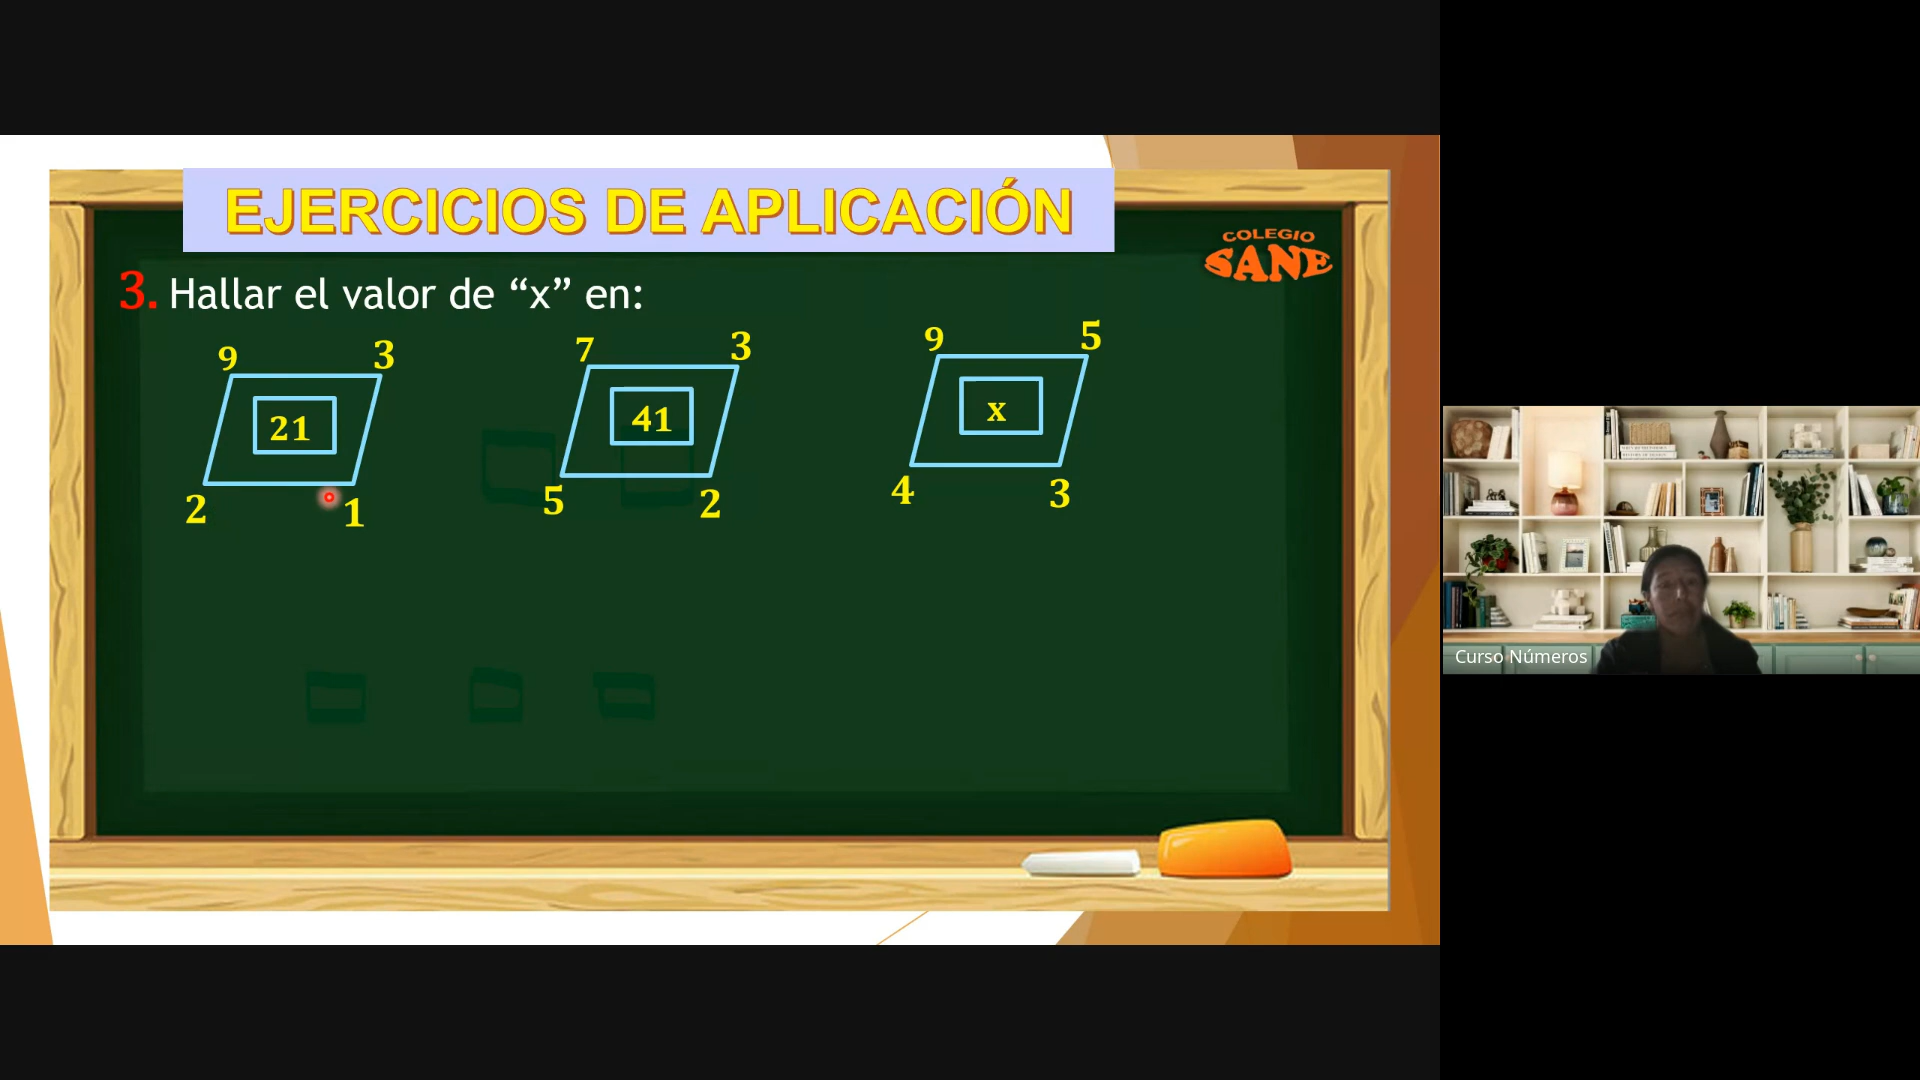 EJERCICIOS DE APLICACIÓN
COLEGIO
SANE
3. Hallar el valor de “x” en:
9 3 7 3 9 5
21 41 x
2 1 5 2 4 3
Curso Números